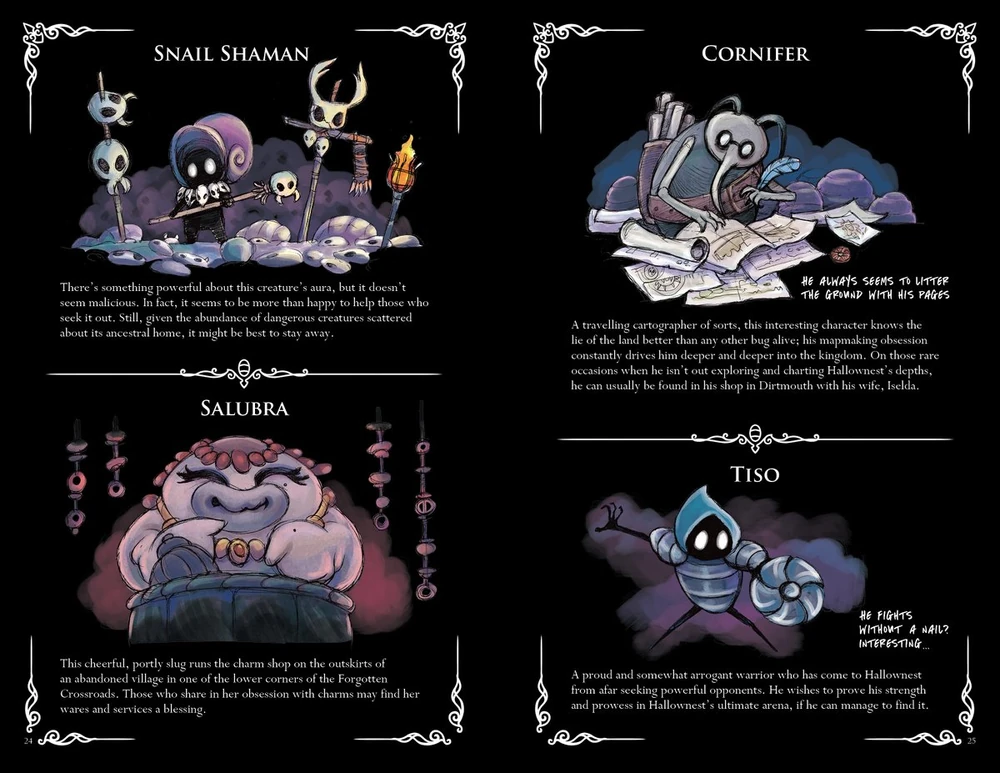 SNAIL SHAMAN
There's something powerful about this creature's aura, but it doesn't
seem malicious. In fact, it seems to be more than happy to help those who
seek it out. Still, given the abundance of dangerous creatures scattered
about its ancestral home, it might be best to stay away.
SALUBRA
This cheerful, portly slug runs the charm shop on the outskirts of
an abandoned village in one of the lower corners of the Forgotten
Crossroads. Those who share in her obsession with charms may find her
wares and services a blessing.
24
CORNIFER
HE ALWAYS SEEMS TO LITTER
THE GROUND WITH HIS PAGES
A travelling cartographer of sorts, this interesting character knows the
lie of the land better than any other bug alive; his mapmaking obsession
constantly drives him deeper and deeper into the kingdom. On those rare
occasions when he isn't out exploring and charting Hallownest's depths,
he can usually be found in his shop in Dirtmouth with his wife, Iselda.
TISO
HE FIGHTS
WITHOUT A NAIL?
INTERESTING...
A proud and somewhat arrogant warrior who has come to Hallownest
from afar seeking powerful opponents. He wishes to prove his strength
and prowess in Hallownest's ultimate arena, if he can manage to find it.
25